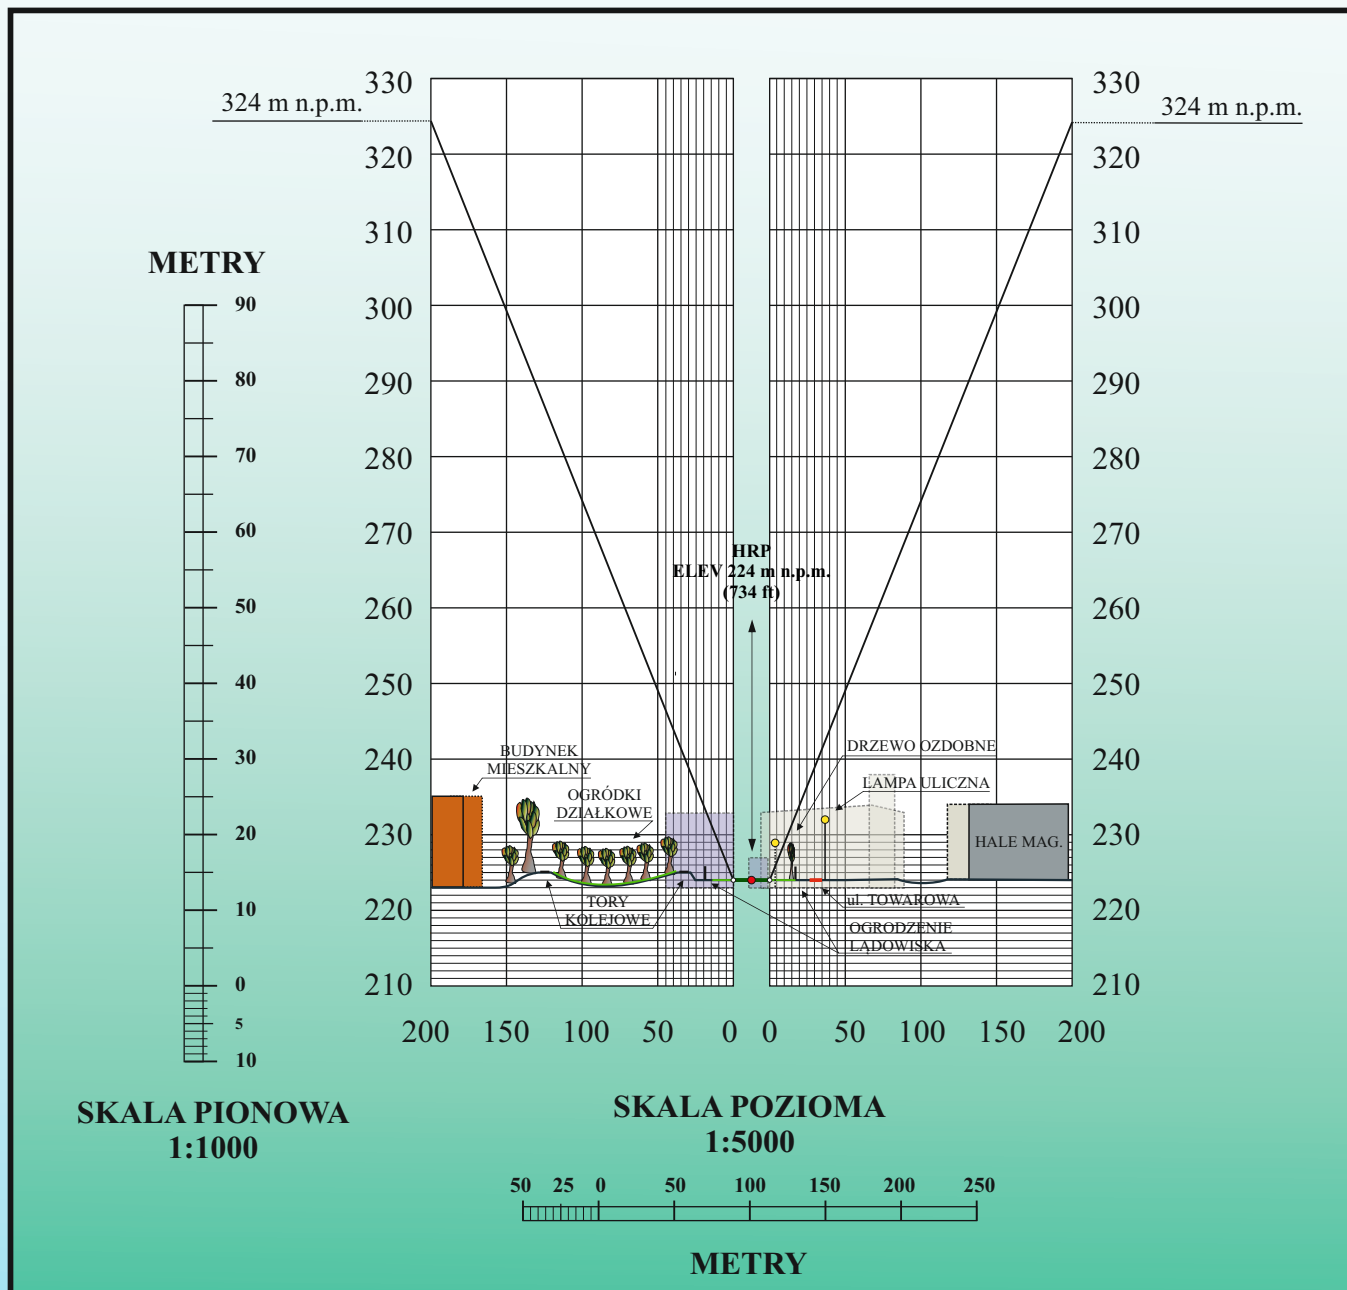 330
330
324 m n.p.m.
324 m n.p.m.
320
320
310
310
METRY
300
300
90
290
290
80
280
280
70
270
270
60
HRP
ELEV 224 m n.p.m.
(734 ft)
260
260
50
250
250
40
240
240
30
BUDYNEK
MIESZKALNY
DRZEWO OZDOBNE
OGRÓDKI
DZIAŁKOWE
LAMPA ULICZNA
230
230
20
HALE MAG.
220
220
10
TORY
KOLEJOWE
ul. TOWAROWA
OGRODZENIE
LĄDOWISKA
210
210
0
5
10
200 150 100 50 0 0 50 100 150 200
SKALA PIONOWA
1:1000
SKALA POZIOMA
1:5000
50 25 0 50 100 150 200 250
METRY